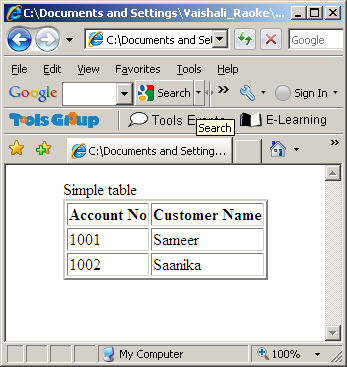 C:\Documents and Settings\Vaishali_Raoke\...
C:\Documents and Set
Google
File Edit View Favorites Tools Help
Google Search Sign In
Tools Group Tools Events E-Learning
Search
C:\Documents and Setting...
Simple table
Account No Customer Name
1001 Sameer
1002 Saanika
My Computer 100%